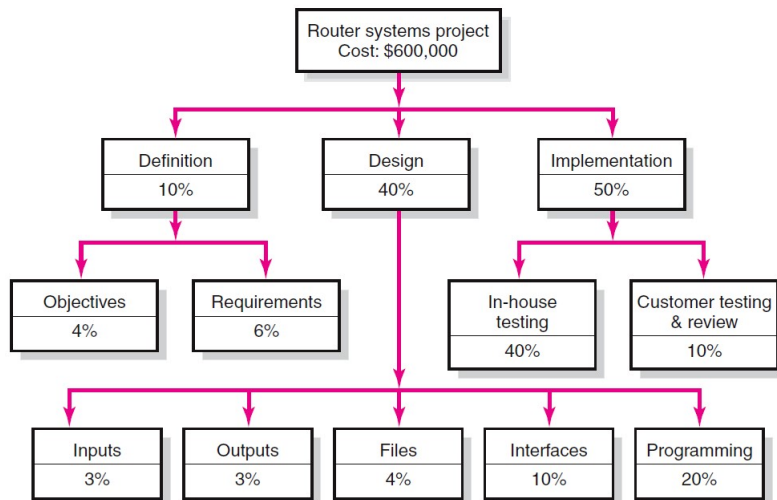 Router systems project
Cost: $600,000
Definition
10%
Design
40%
Implementation
50%
Objectives
4%
Requirements
6%
In-house
testing
40%
Customer testing
& review
10%
Inputs
3%
Outputs
3%
Files
4%
Interfaces
10%
Programming
20%